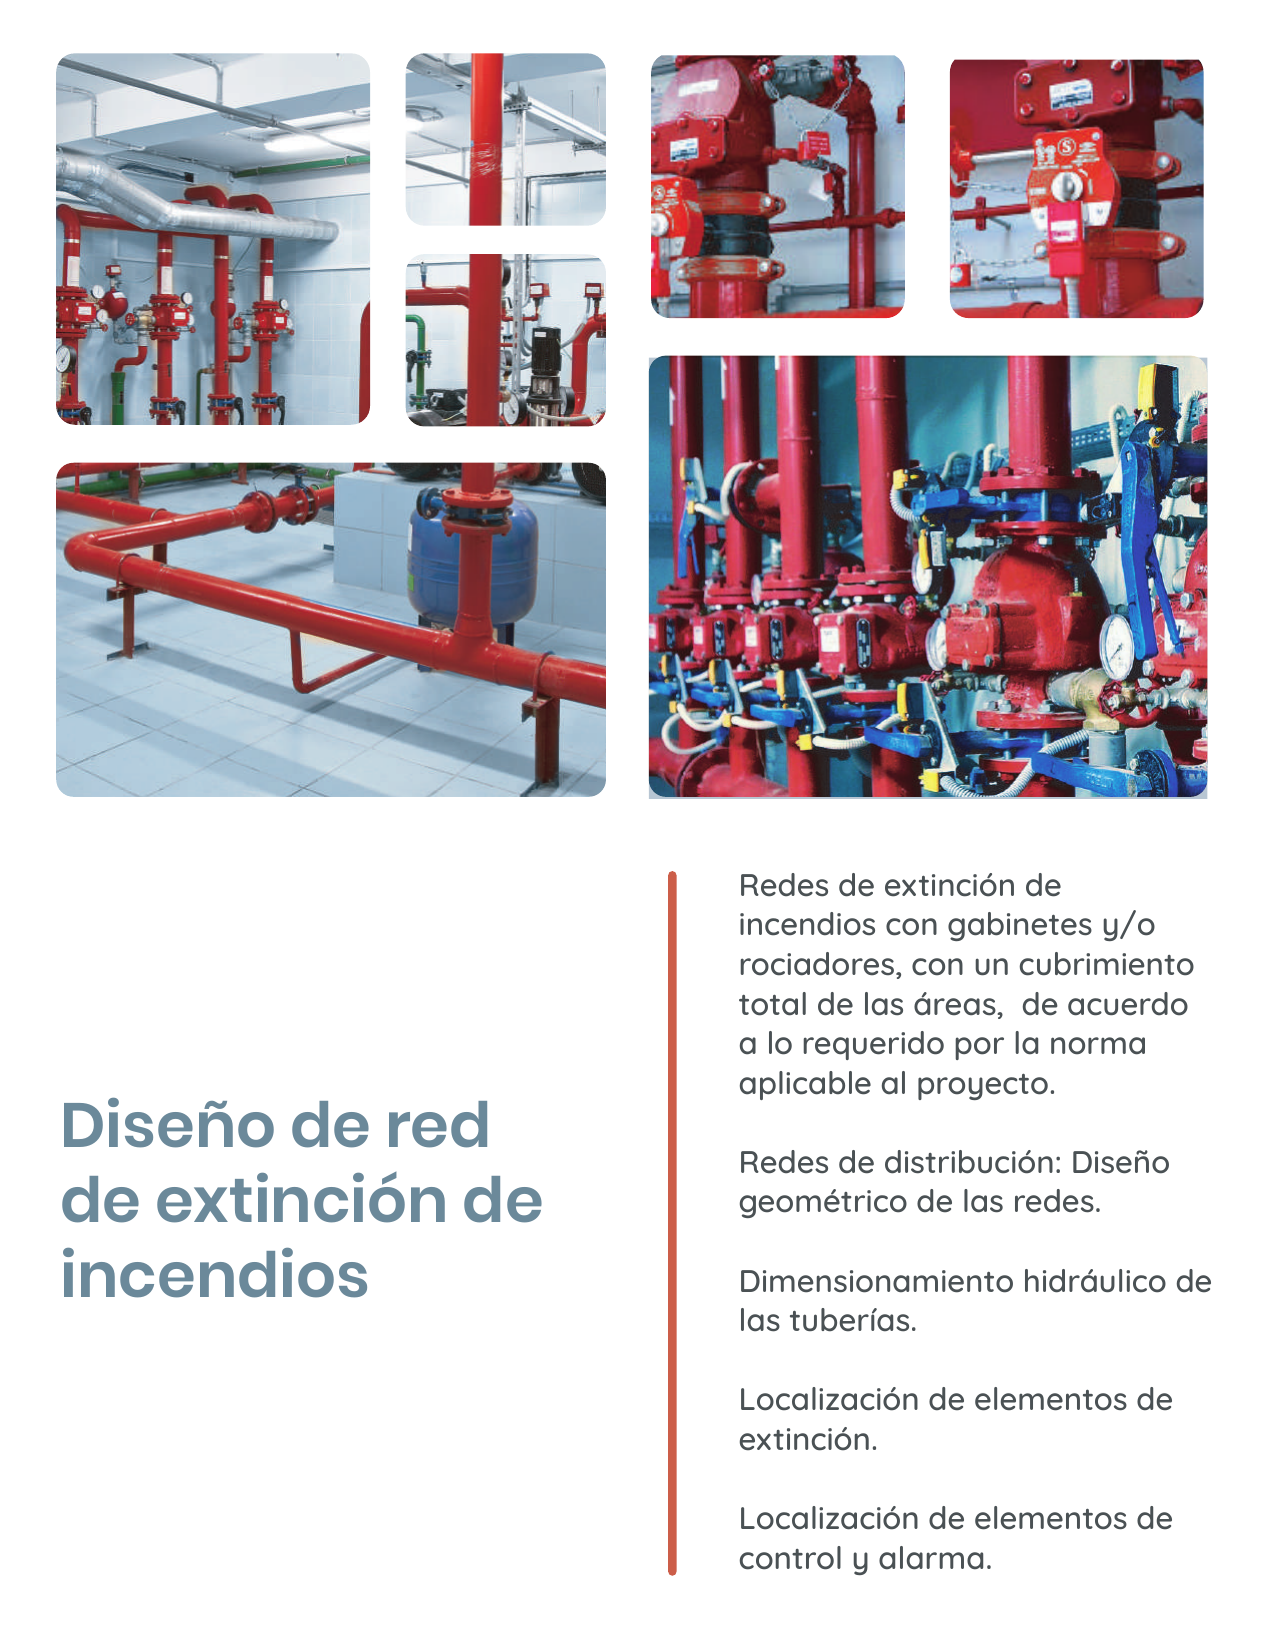 Diseño de red
de extinción de
incendios
Redes de extinción de
incendios con gabinetes y/o
rociadores, con un cubrimiento
total de las áreas,  de acuerdo
a lo requerido por la norma
aplicable al proyecto.
Redes de distribución: Diseño
geométrico de las redes.
Dimensionamiento hidráulico de
las tuberías.
Localización de elementos de
extinción.
Localización de elementos de
control y alarma.